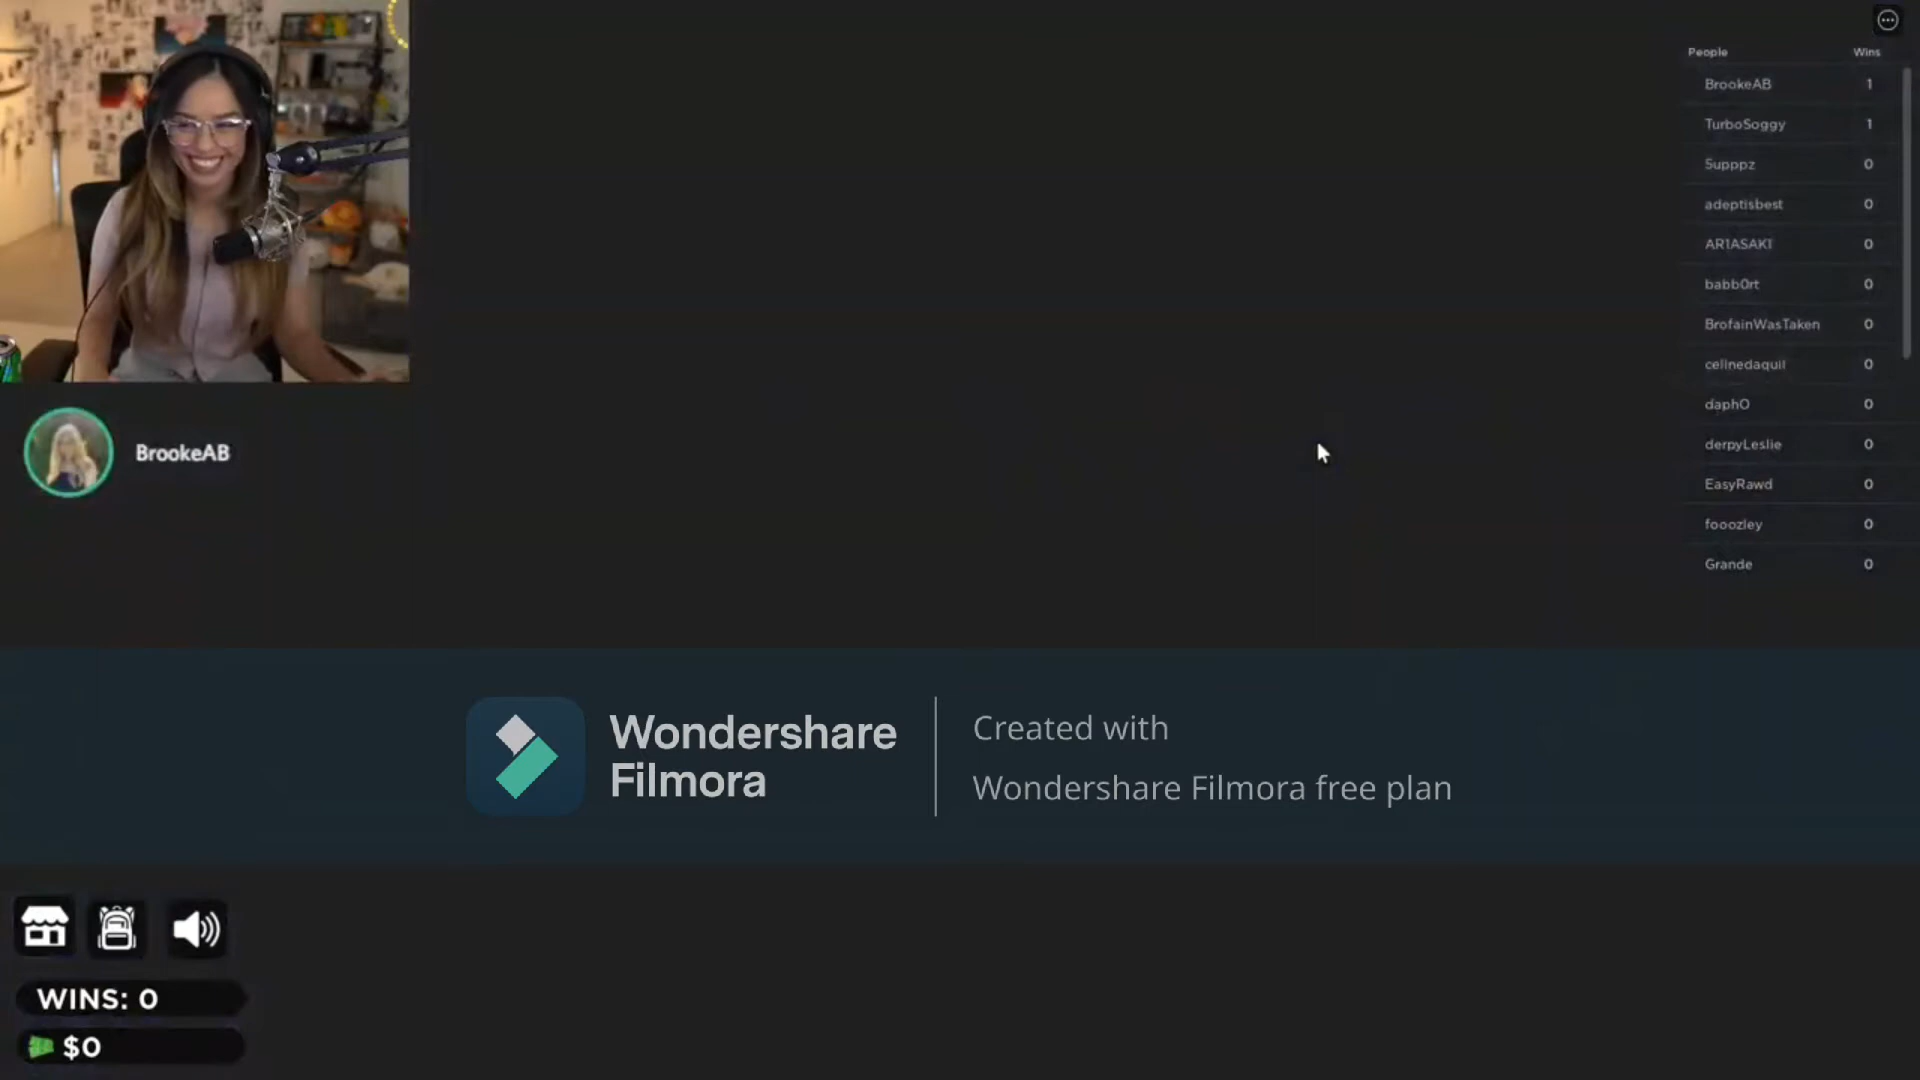 People Wins
BrookeAB 1
TurboSoggy 1
5upppz 0
adeptisbest 0
AR1ASAK1 0
babb0rt 0
BrofainWasTaken 0
celinedaquil 0
daphO 0
derpyLeslie 0
EasyRawd 0
fooozley 0
Grande 0
BrookeAB
Wondershare
Filmora
Created with
Wondershare Filmora free plan
WINS: 0
$0